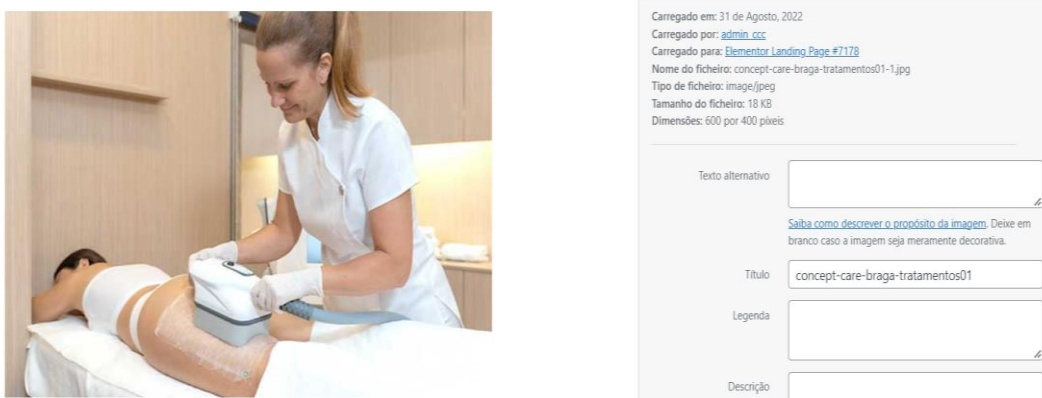 Carregado em: 31 de Agosto, 2022
Carregado por: admin_ccc
Carregado para: Elementor Landing Page #7178
Nome do ficheiro: concept-care-braga-tratamentos01-1.jpg
Tipo de ficheiro: image/jpeg
Tamanho do ficheiro: 18 KB
Dimensões: 600 por 400 píxeis
Texto alternativo
Saiba como descrever o propósito da imagem. Deixe em
branco caso a imagem seja meramente decorativa.
Título concept-care-braga-tratamentos01
Legenda
Descrição